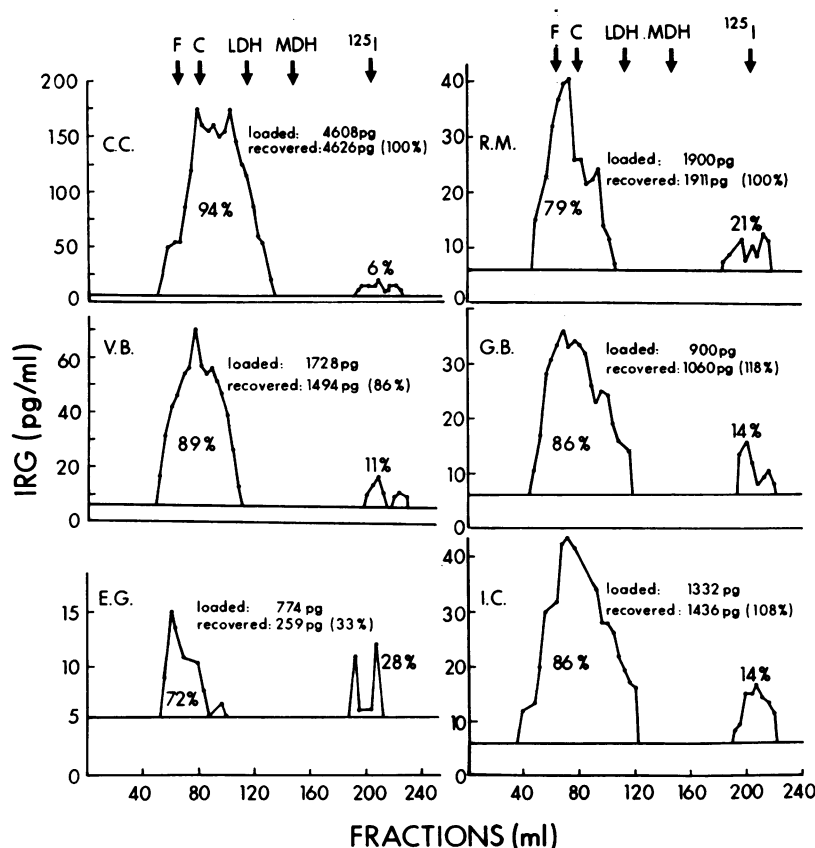 F C LDH MDH 125I
F C LDH MDH 125I
200
150
100
50
0
C.C.
loaded: 4608pg
recovered:4626pg (100%)
94%
6%
40
30
20
10
0
R.M.
loaded: 1900pg
recovered:1911pg (100%)
79%
21%
60
40
20
0
V.B.
loaded: 1728pg
recovered:1494pg (86%)
89%
11%
30
20
10
0
G.B.
loaded: 900pg
recovered:1060pg (118%)
86%
14%
15
10
5
0
E.G.
loaded: 774pg
recovered:259pg (33%)
72%
28%
40
30
20
10
0
I.C.
loaded: 1332pg
recovered:1436pg (108%)
86%
14%
40 80 120 160 200 240
40 80 120 160 200 240
IRG (pg/ml)
FRACTIONS (ml)